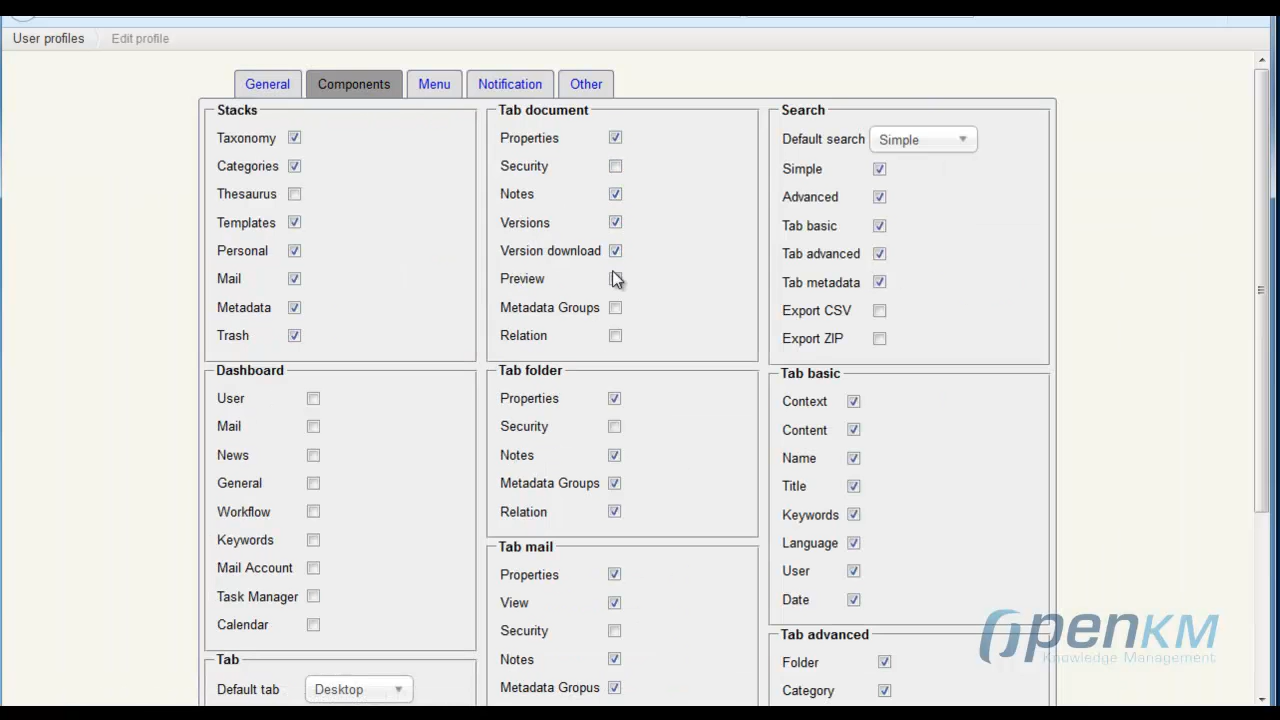 User profiles
Edit profile
General
Components
Menu
Notification
Other
Stacks
Taxonomy
Categories
Thesaurus
Templates
Personal
Mail
Metadata
Trash
Dashboard
User
Mail
News
General
Workflow
Keywords
Mail Account
Task Manager
Calendar
Tab
Default tab
Desktop
Tab document
Properties
Security
Notes
Versions
Version download
Preview
Metadata Groups
Relation
Tab folder
Properties
Security
Notes
Metadata Groups
Relation
Tab mail
Properties
View
Security
Notes
Metadata Gropus
Search
Default search
Simple
Simple
Advanced
Tab basic
Tab advanced
Tab metadata
Export CSV
Export ZIP
Tab basic
Context
Content
Name
Title
Keywords
Language
User
Date
Tab advanced
Folder
Category
OpenKM
Knowledge Management